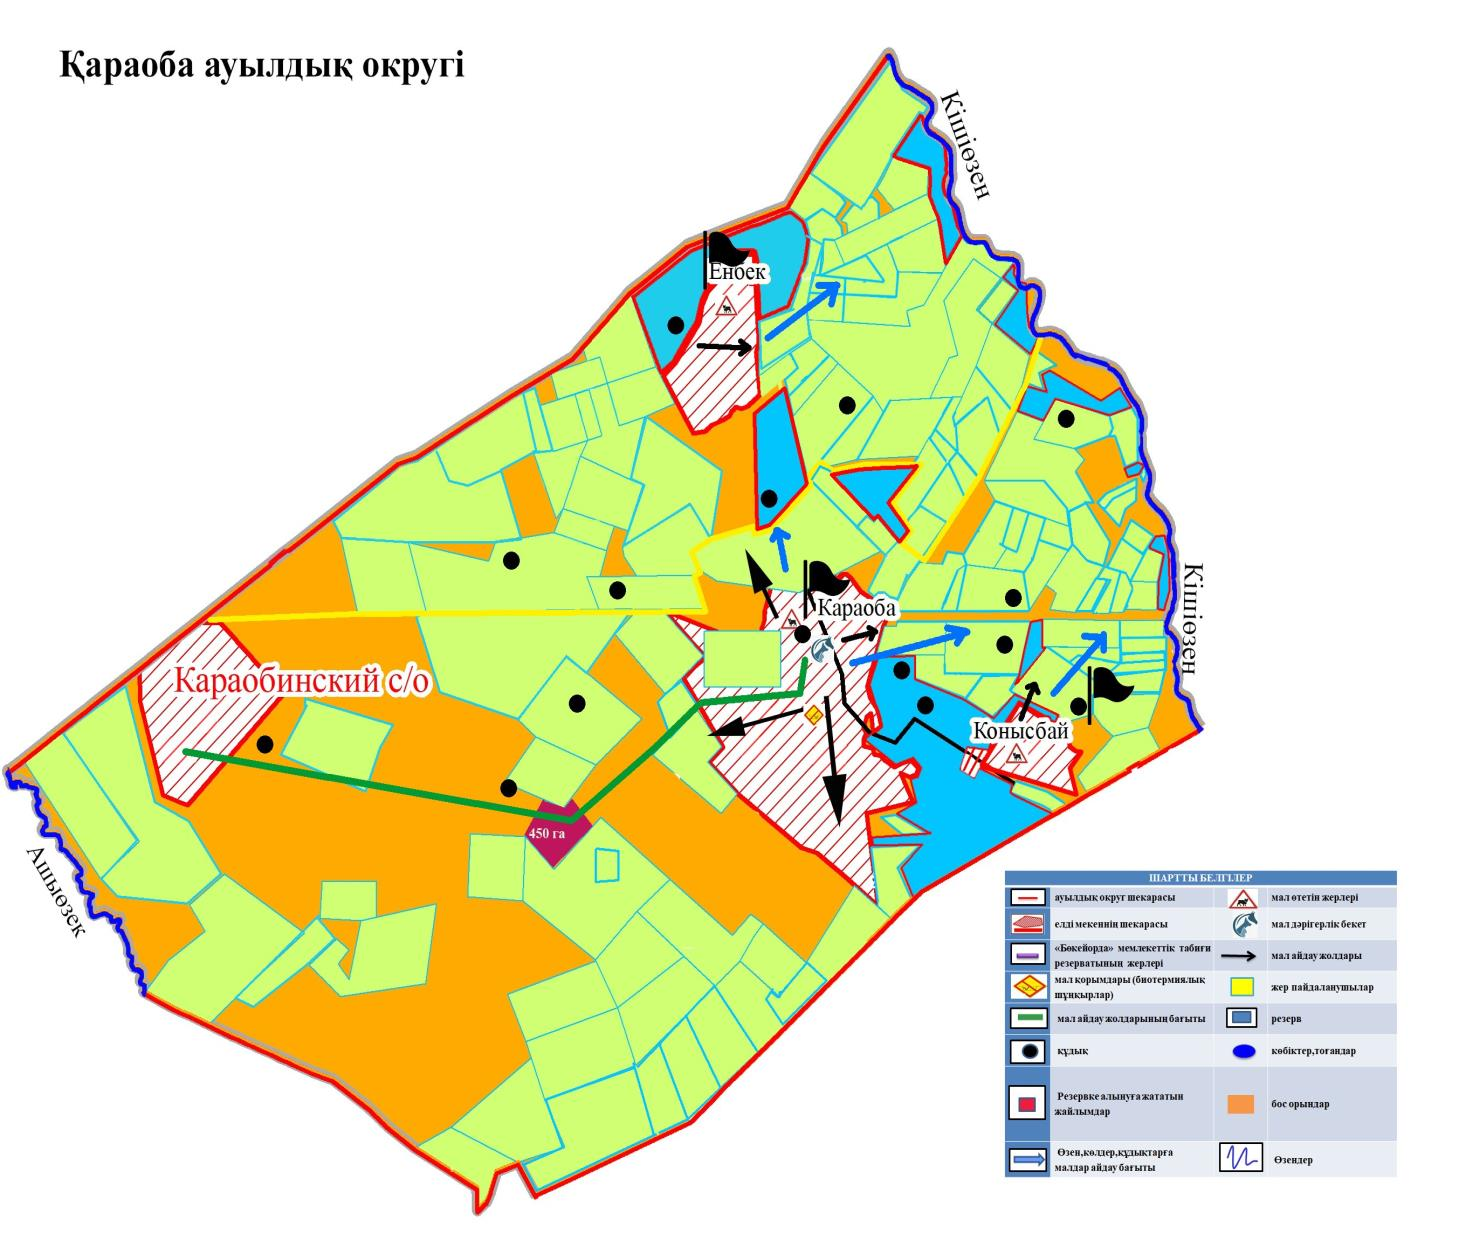 Қараоба ауылдық округі
Кішіөзен
Енбек
Караоба
Кішіөзен
Караобинский с/о
Конысбай
450 га
Ашыөзек
ШАРТТЫ БЕЛГІЛЕР
ауылдық округ шекарасы
мал өтетін жерлері
елді мекеннің шекарасы
мал дәрігерлік бекет
«Бөкейорда» мемлекеттік табиғи
резерватының жерлері
мал айдау жолдары
мал қорымдары (биотермиялық
шұңқырлар)
жер пайдаланушылар
мал айдау жолдарының бағыты
резерв
құдық
көбіктер,тоғандар
Резервке алынуға жататын
жайлымдар
бос орындар
Өзен,көлдер,құдықтарға
малдар айдау бағыты
Өзендер